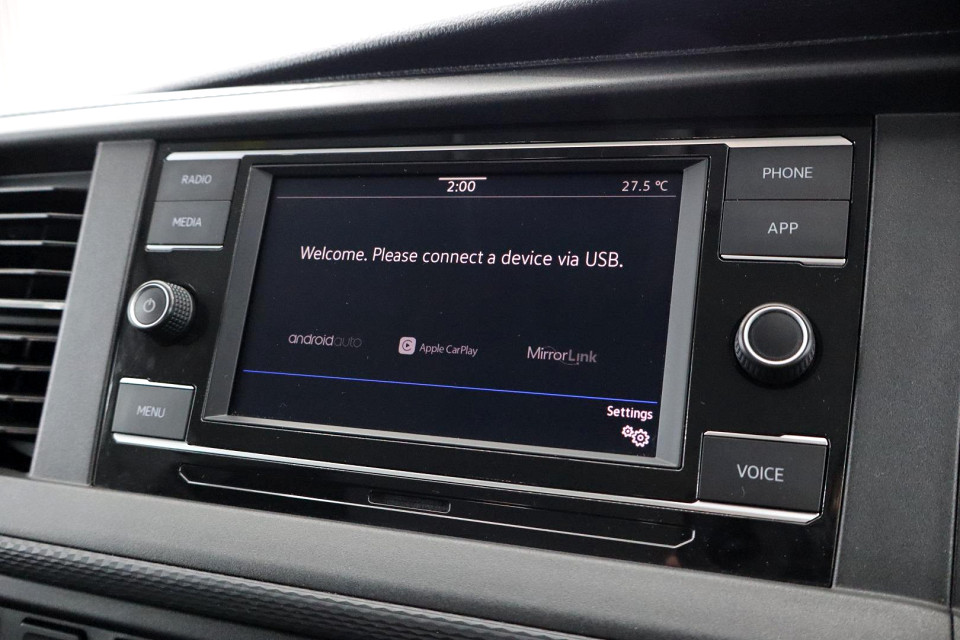 RADIO
MEDIA
MENU
2:00
27.5 °C
Welcome. Please connect a device via USB.
androidauto
Apple CarPlay
MirrorLink
Settings
PHONE
APP
VOICE